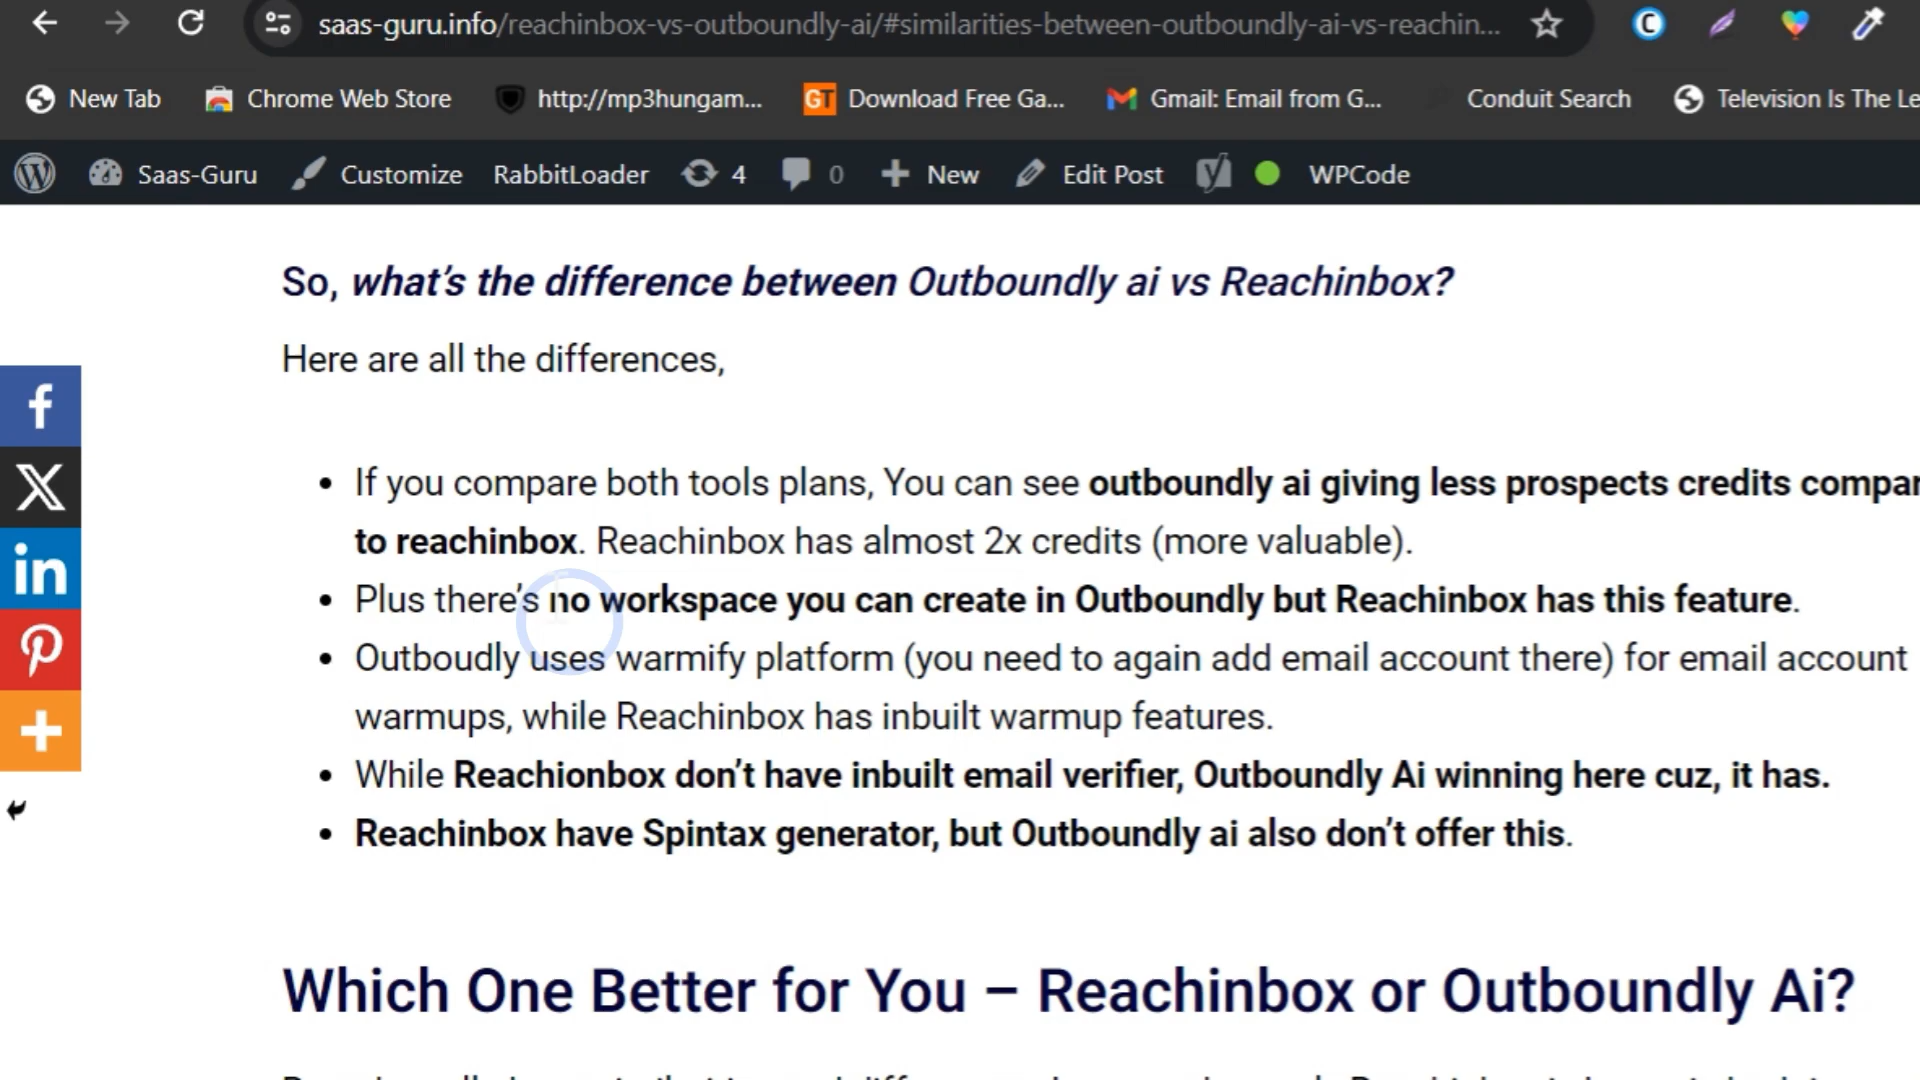 saas-guru.info/reachinbox-vs-outboundly-ai/#similarities-between-outboundly-ai-vs-reachin...
New Tab Chrome Web Store http://mp3hungam... GT Download Free Ga... Gmail: Email from G... Conduit Search Television Is The Le
Saas-Guru Customize RabbitLoader 4 0 New Edit Post WPCode
So, what's the difference between Outboundly ai vs Reachinbox?
Here are all the differences,
• If you compare both tools plans, You can see outboundly ai giving less prospects credits compar
to reachinbox. Reachinbox has almost 2x credits (more valuable).
• Plus there's no workspace you can create in Outboundly but Reachinbox has this feature.
• Outboudly uses warmify platform (you need to again add email account there) for email account
warmups, while Reachinbox has inbuilt warmup features.
• While Reachionbox don't have inbuilt email verifier, Outboundly Ai winning here cuz, it has.
• Reachinbox have Spintax generator, but Outboundly ai also don't offer this.
Which One Better for You – Reachinbox or Outboundly Ai?